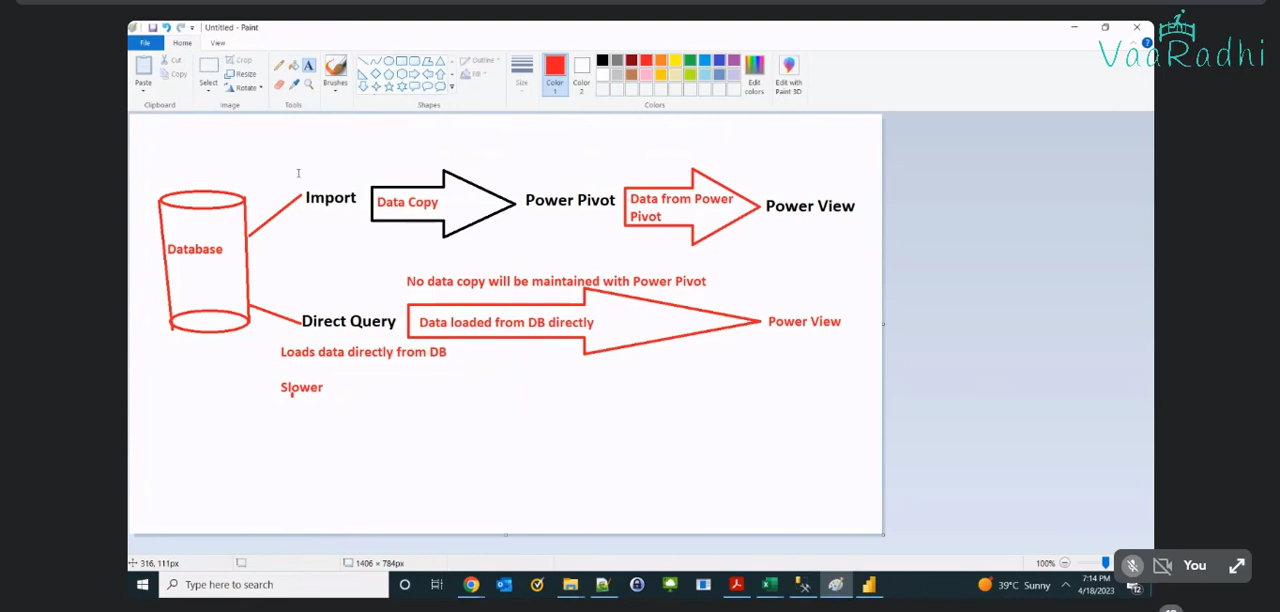 Untitled - Paint
VâaRadhi
File
Home
View
Paste
Cut
Copy
Clipboard
Select
Crop
Resize
Rotate
Image
Tools
Brushes
Shapes
Outline
Fill
Size
Color
1
Color
2
Colors
Edit
colors
Edit with
Paint 3D
Import
Data Copy
Power Pivot
Data from Power
Pivot
Power View
Database
No data copy will be maintained with Power Pivot
Direct Query
Data loaded from DB directly
Power View
Loads data directly from DB
Slower
316, 111px
1406 × 784px
100%
You
Type here to search
39°C Sunny
7:14 PM
4/18/2023
12